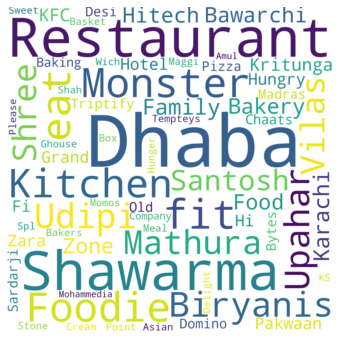 Sweet Basket Desi Hitech Bawarchi
KFC Baking Wich Maggi Amul
Restaurant
Hotel Pizza Kritunga
Shree eat Monster Hungry
Shah Triptify Family Bakery Madras Vilas
Please Grand Ghouse Tempteys Chaats
Dhaba
Kitchen Box Hunger Santosh
Momos Old Company Food Upahar Karachi
Udipi fit Hi Bytes
Fi Spl Meal
Zara Zone Mathura
Sardarji Bakers
Shawarma
Foodie Biryanis
Mohammedia Delight KS
Stone Cream Point Asian Domino Pakwaan